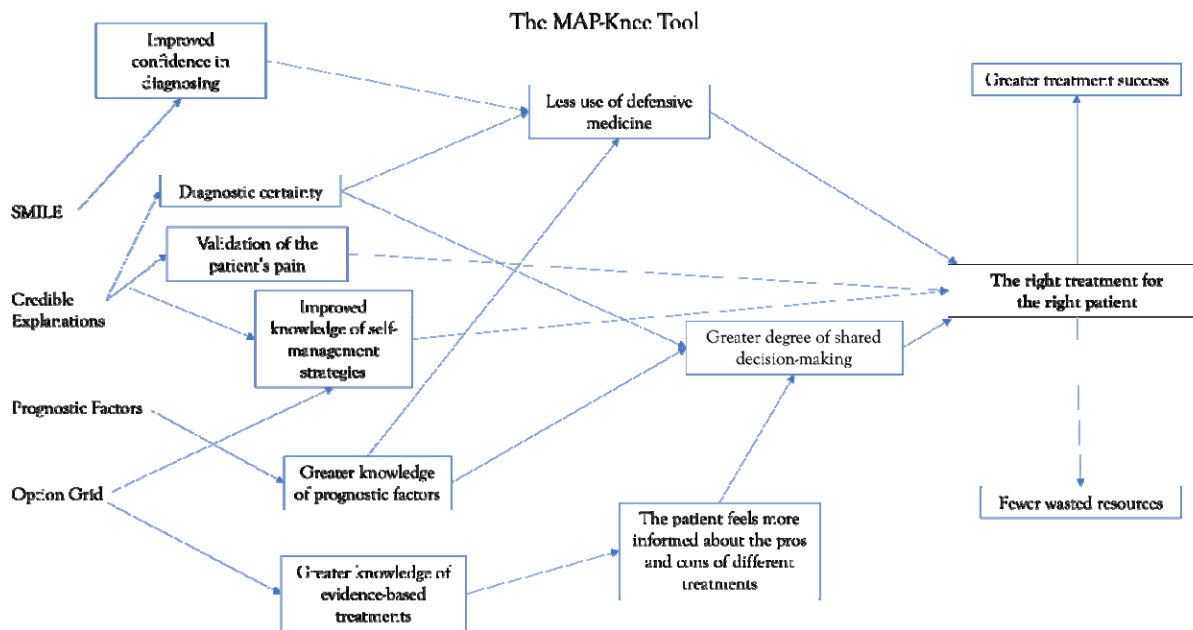 The MAP-Knee Tool
Improved
confidence in
diagnosing
Greater treatment success
Less use of defensive
medicine
Diagnostic certainty
SMILE
Validation of the
patient's pain
The right treatment for
the right patient
Credible
Explanations
Improved
knowledge of self-
management
strategies
Greater degree of shared
decision-making
Prognostic Factors
Greater knowledge
of prognostic factors
Option Grid
Fewer wasted resources
The patient feels more
informed about the pros
and cons of different
treatments
Greater knowledge of
evidence-based
treatments